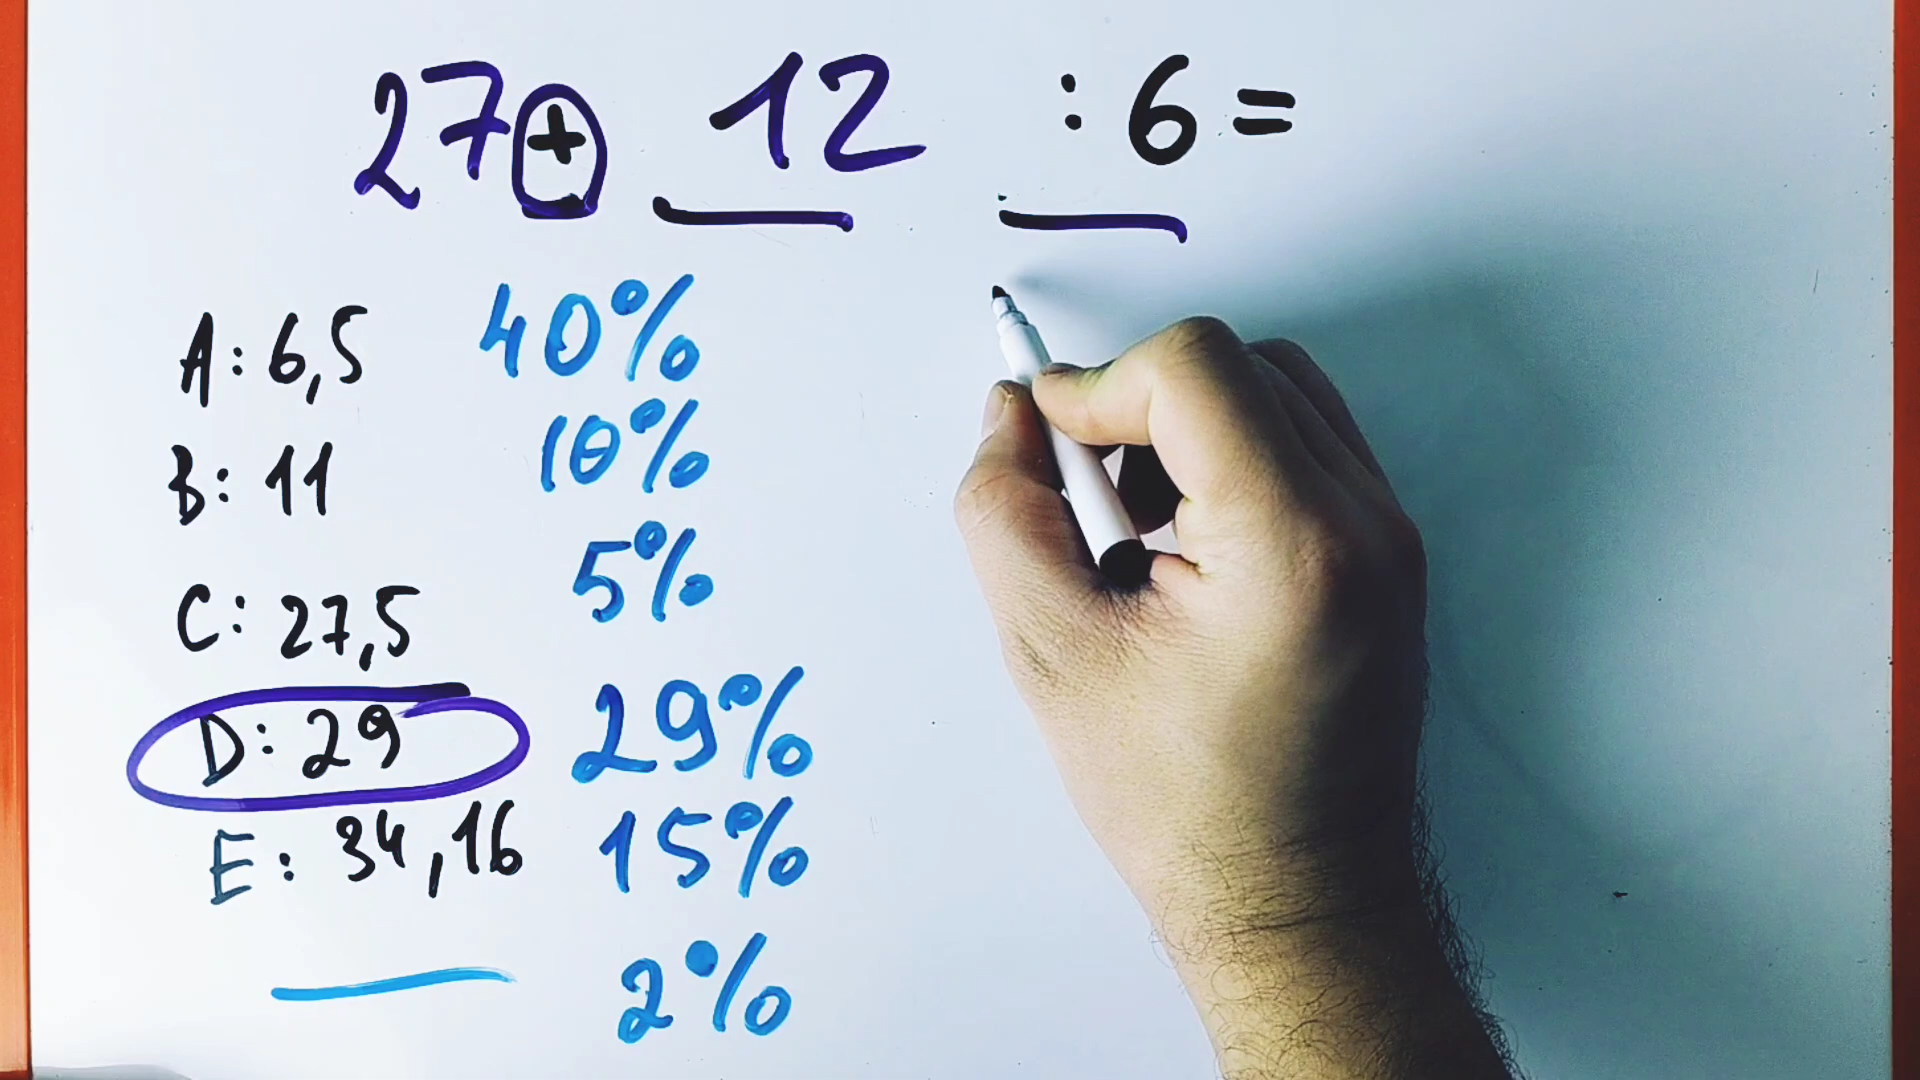 27+ 12 : 6 =
A: 6,5 40%
B: 11 10%
C: 27,5 5%
D: 29 29%
E: 34,16 15%
2%